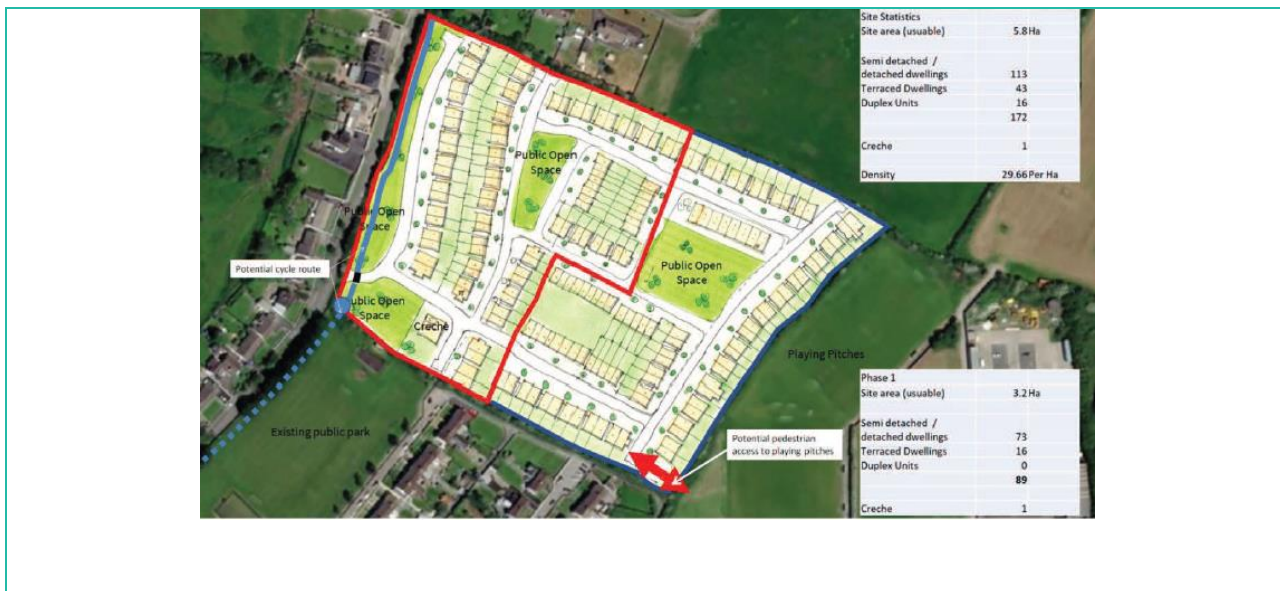 Site Statistics
Site area (usable) 5.8 Ha
Semi detached /
detached dwellings 113
Terraced Dwellings 43
Duplex Units 16
172
Creche 1
Density 29.66 Per Ha
Public Open
Space
Public Open
Space
Public Open
Space
Potential cycle route
Public Open
Space
Creche
Playing Pitches
Existing public park
Potential pedestrian
access to playing pitches
Phase 1
Site area (usable) 3.2 Ha
Semi detached /
detached dwellings 73
Terraced Dwellings 16
Duplex Units 0
89
Creche 1